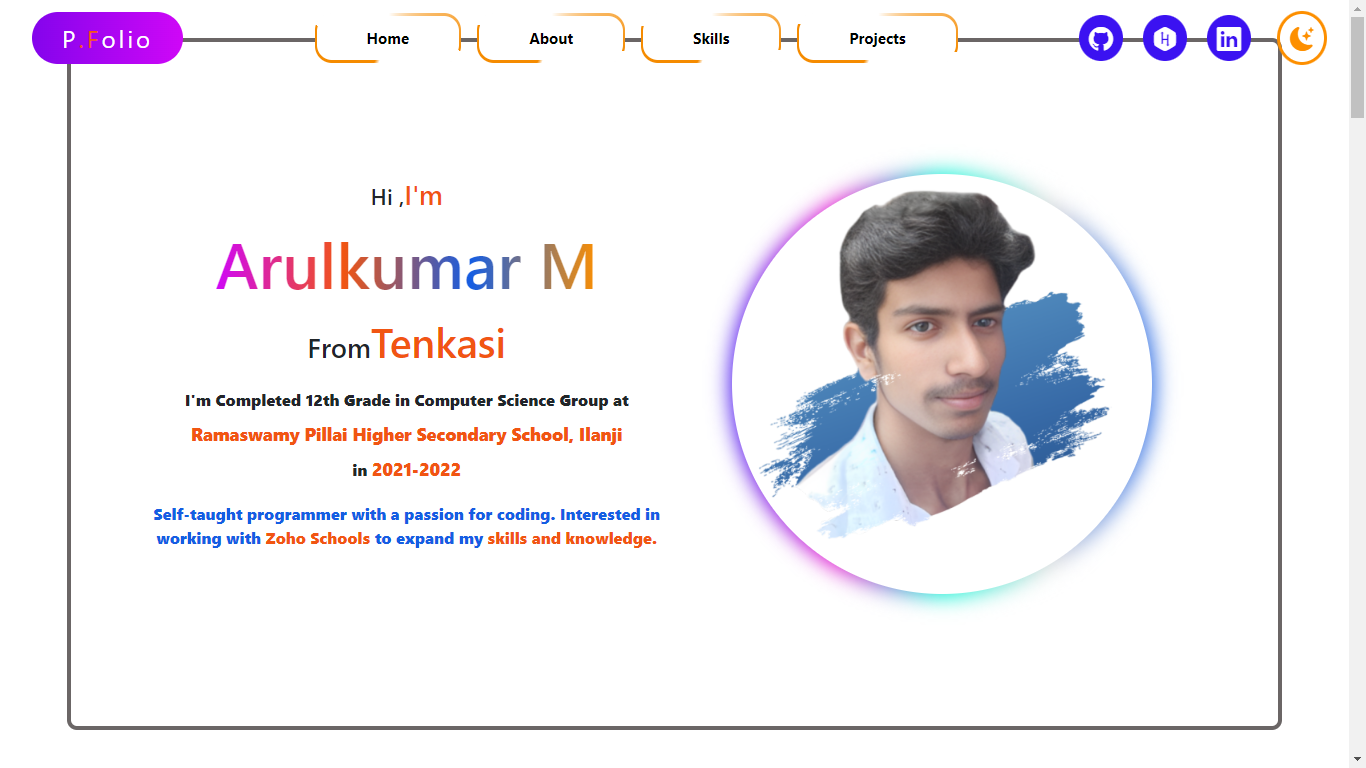 P.Folio
Home
About
Skills
Projects
Hi ,I'm
Arulkumar M
FromTenkasi
I'm Completed 12th Grade in Computer Science Group at
Ramaswamy Pillai Higher Secondary School, Ilanji
in 2021-2022
Self-taught programmer with a passion for coding. Interested in
working with Zoho Schools to expand my skills and knowledge.